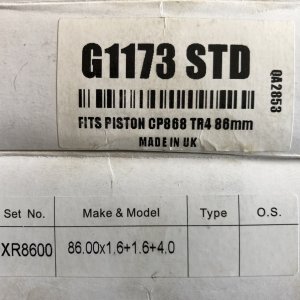 G1173 STD
FITS PISTON CP868 TR4 86mm
MADE IN UK
QA2853
Set No. Make & Model Type O.S.
XR8600 86.00x1.6+1.6+4.0